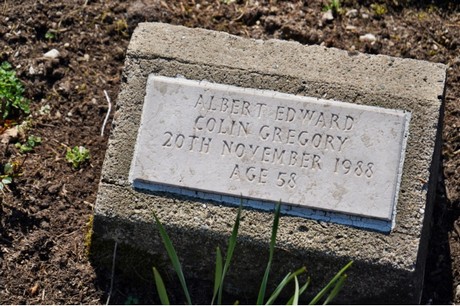 ALBERT EDWARD
COLIN GREGORY
20TH NOVEMBER 1988
AGE 58